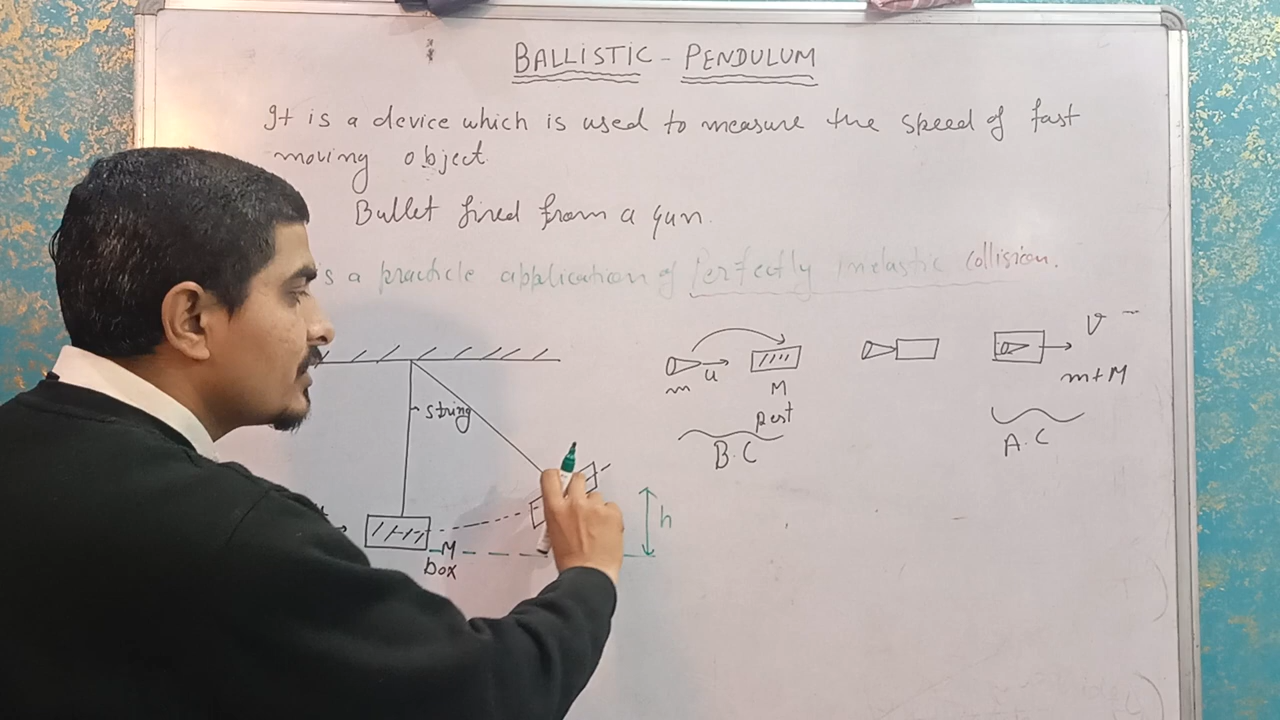 BALLISTIC - PENDULUM
It is a device which is used to measure the speed of fast
moving object.
Bullet fired from a gun.
is a practicle application of Perfectly inelastic collision.
string
M
box
h
m
u
M
Rest
B.C
V
m+M
A.C